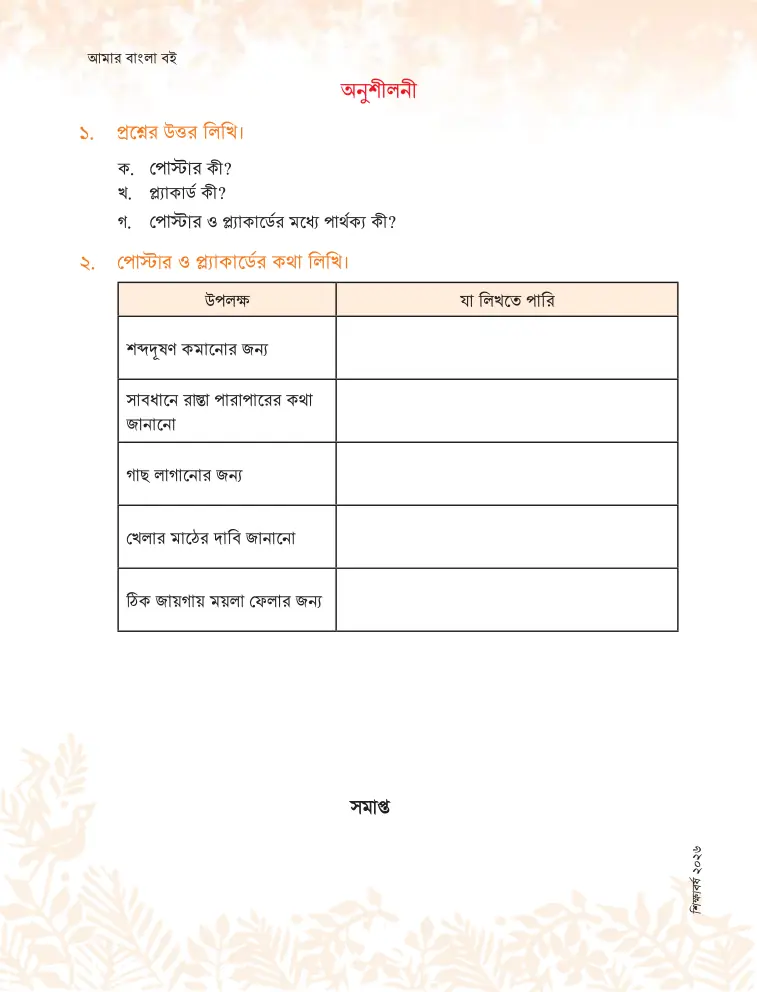 আমার বাংলা বই
অনুশীলনী
১. প্রশ্নের উত্তর লিখি।
ক. পোস্টার কী?
খ. প্ল্যাকার্ড কী?
গ. পোস্টার ও প্ল্যাকার্ডের মধ্যে পার্থক্য কী?
২. পোস্টার ও প্ল্যাকার্ডের কথা লিখি।
উপলক্ষ যা লিখতে পারি
শব্দদূষণ কমানোর জন্য
সাবধানে রাস্তা পারাপারের কথা
জানানো
গাছ লাগানোর জন্য
খেলার মাঠের দাবি জানানো
ঠিক জায়গায় ময়লা ফেলার জন্য
সমাপ্ত
শিক্ষাবর্ষ ২০২৬